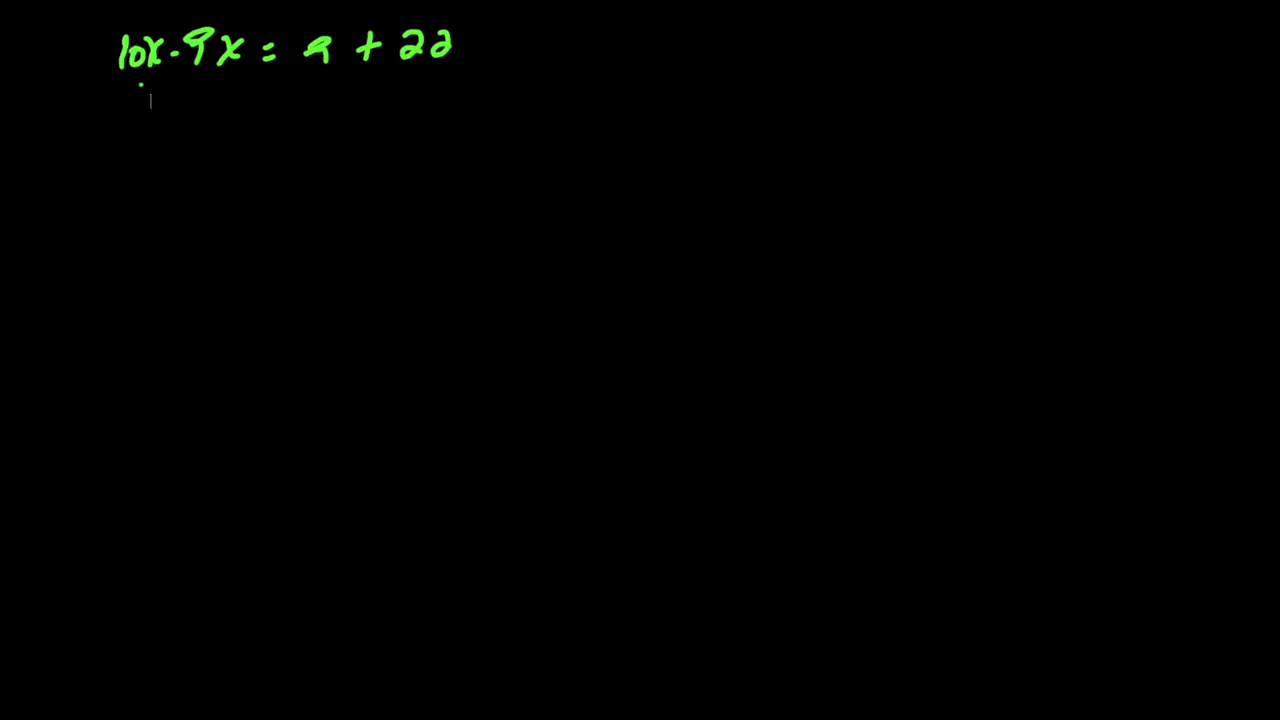 10x - 9x = 9 + 22